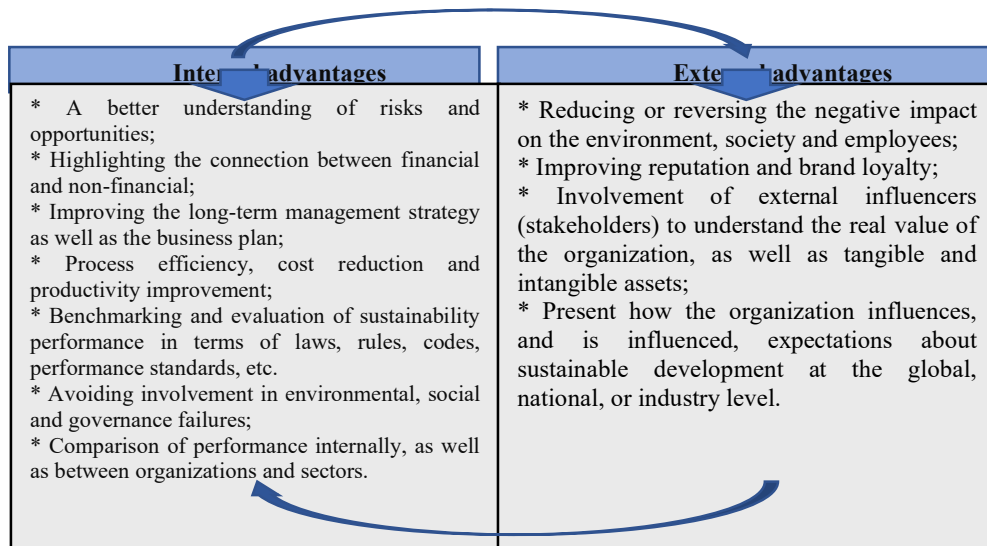 Internal advantages
* A better understanding of risks and
opportunities;
* Highlighting the connection between financial
and non-financial;
* Improving the long-term management strategy
as well as the business plan;
* Process efficiency, cost reduction and
productivity improvement;
* Benchmarking and evaluation of sustainability
performance in terms of laws, rules, codes,
performance standards, etc.
* Avoiding involvement in environmental, social
and governance failures;
* Comparison of performance internally, as well
as between organizations and sectors.
External advantages
* Reducing or reversing the negative impact
on the environment, society and employees;
* Improving reputation and brand loyalty;
* Involvement of external influencers
(stakeholders) to understand the real value of
the organization, as well as tangible and
intangible assets;
* Present how the organization influences,
and is influenced, expectations about
sustainable development at the global,
national, or industry level.